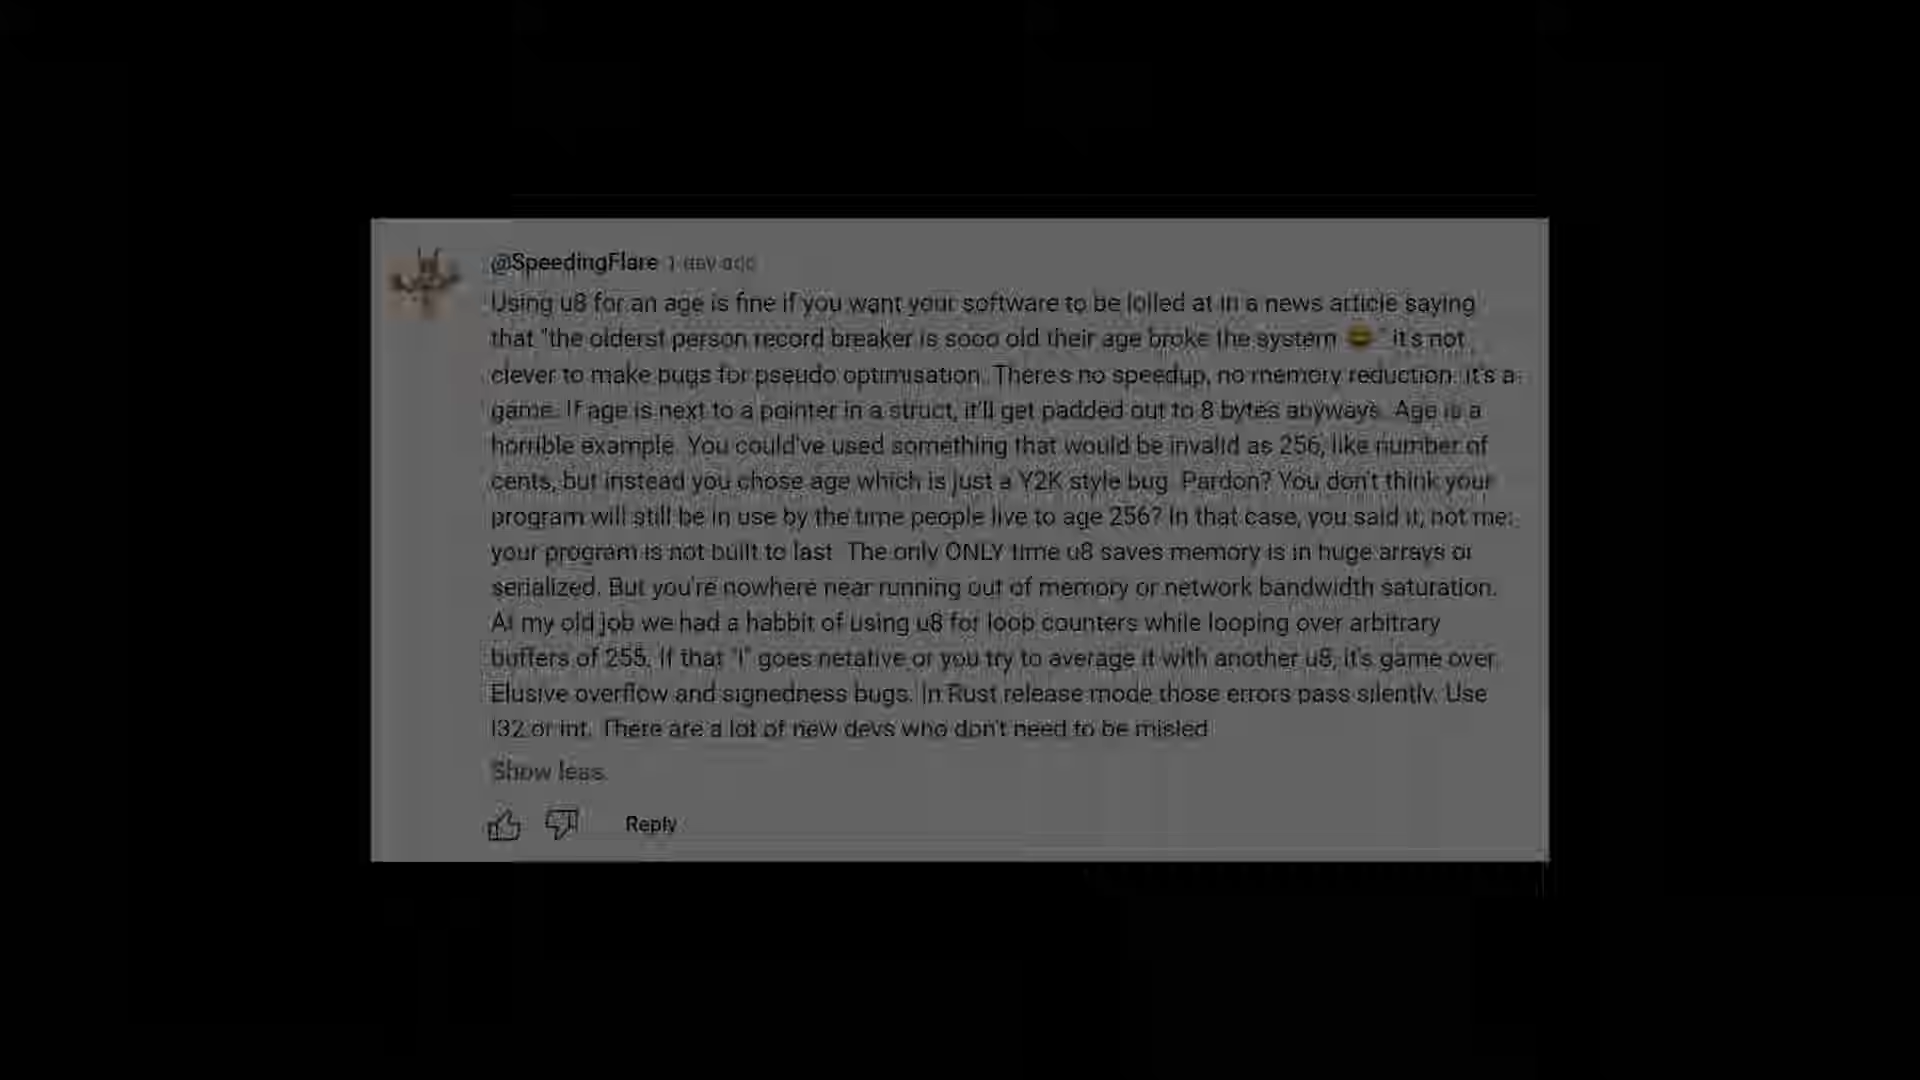 @SpeedingFlare 1 day ago
Using u8 for an age is fine if you want your software to be lolled at in a news article saying
that "the olderst person record breaker is sooo old their age broke the system 😂 " it's not
clever to make bugs for pseudo optimisation. There's no speedup, no memory reduction. it's a
game. If age is next to a pointer in a struct, it'll get padded out to 8 bytes anyways. Age is a
horrible example. You could've used something that would be invalid as 256, like number of
cents, but instead you chose age which is just a Y2K style bug. Pardon? You don't think your
program will still be in use by the time people live to age 256? In that case, you said it, not me:
your program is not built to last. The only ONLY time u8 saves memory is in huge arrays or
serialized. But you're nowhere near running out of memory or network bandwidth saturation.
At my old job we had a habbit of using u8 for loop counters while looping over arbitrary
buffers of 255. If that "i" goes netative or you try to average it with another u8, it's game over.
Elusive overflow and signedness bugs. In Rust release mode those errors pass silently. Use
I32 or int. There are a lot of new devs who don't need to be misled
Show less
Reply